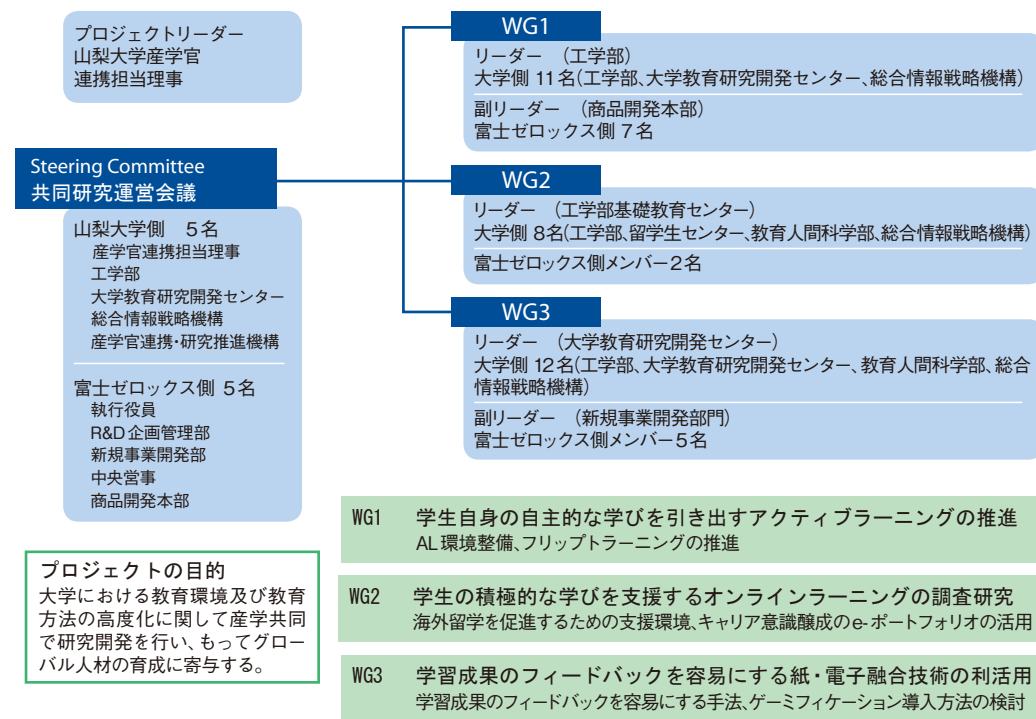 プロジェクトリーダー
山梨大学産学官
連携担当理事
Steering Committee
共同研究運営会議
山梨大学側　5名
産学官連携担当理事
工学部
大学教育研究開発センター
総合情報戦略機構
産学官連携・研究推進機構
富士ゼロックス側 5名
執行役員
R&D企画管理部
新規事業開発部
中央営事
商品開発本部
WG1
リーダー　（工学部）
大学側 11名(工学部、大学教育研究開発センター、総合情報戦略機構)
副リーダー　（商品開発本部）
富士ゼロックス側 7名
WG2
リーダー　（工学部基礎教育センター）
大学側 8名(工学部、留学生センター、教育人間科学部、総合情報戦略機構)
富士ゼロックス側メンバー2名
WG3
リーダー　（大学教育研究開発センター）
大学側 12名(工学部、大学教育研究開発センター、教育人間科学部、総合
情報戦略機構)
副リーダー　（新規事業開発部門）
富士ゼロックス側メンバー5名
プロジェクトの目的
大学における教育環境及び教育
方法の高度化に関して産学共同
で研究開発を行い、もってグロー
バル人材の育成に寄与する。
WG1　学生自身の自主的な学びを引き出すアクティブラーニングの推進
AL環境整備、フリップトラーニングの推進
WG2　学生の積極的な学びを支援するオンラインラーニングの調査研究
海外留学を促進するための支援環境、キャリア意識醸成のe-ポートフォリオの活用
WG3　学習成果のフィードバックを容易にする紙・電子融合技術の利活用
学習成果のフィードバックを容易にする手法、ゲーミフィケーション導入方法の検討